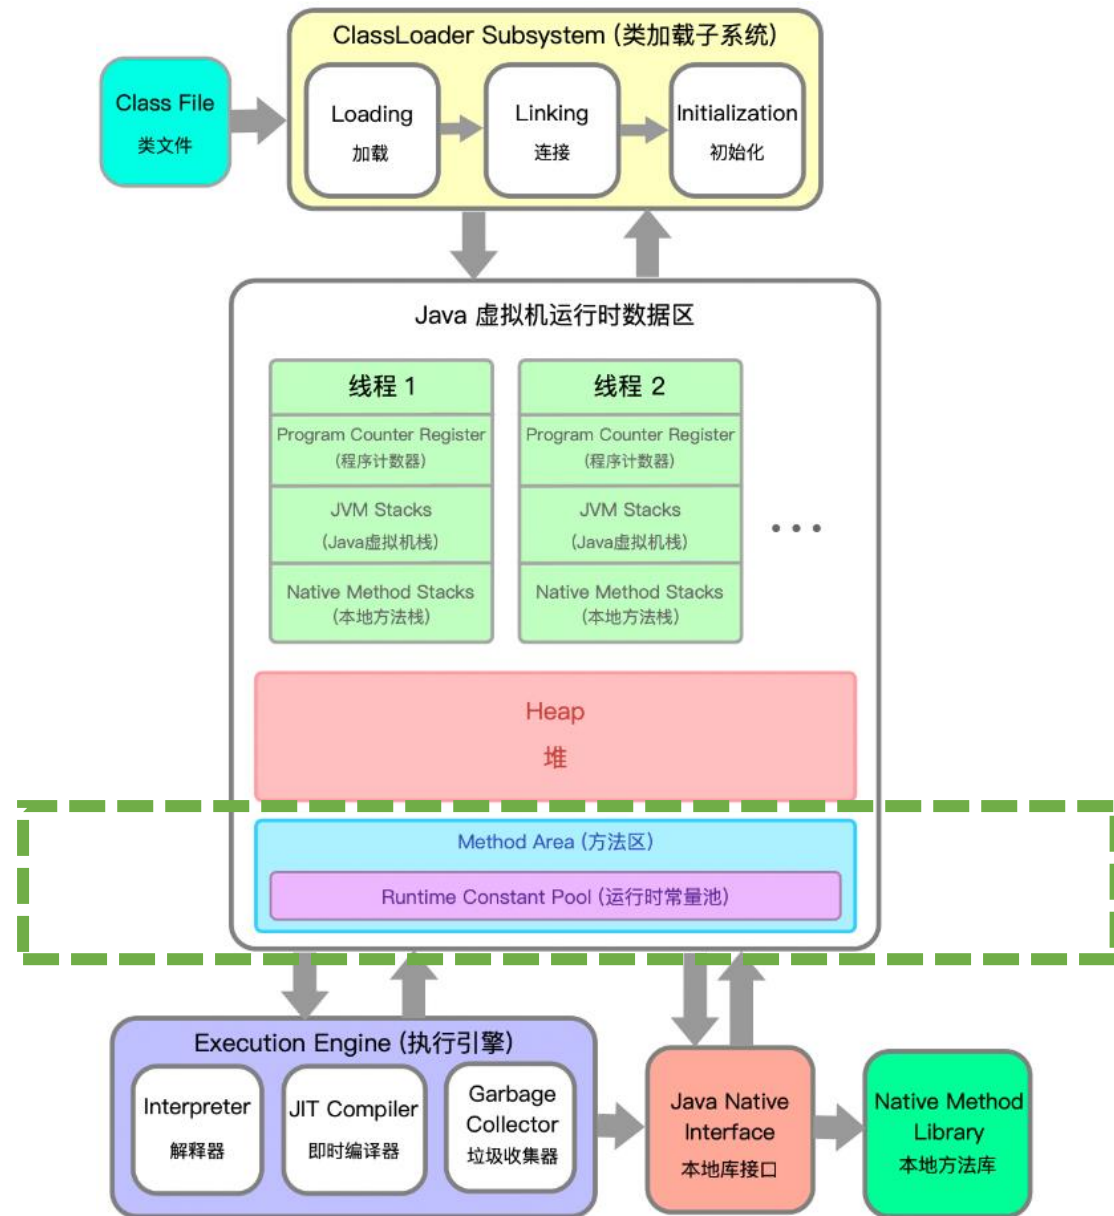 ClassLoader Subsystem (类加载子系统)
Class File
类文件
Loading
加载
Linking
连接
Initialization
初始化
Java 虚拟机运行时数据区
线程 1
Program Counter Register
(程序计数器)
JVM Stacks
(Java虚拟机栈)
Native Method Stacks
(本地方法栈)
线程 2
Program Counter Register
(程序计数器)
JVM Stacks
(Java虚拟机栈)
Native Method Stacks
(本地方法栈)
Heap
堆
Method Area (方法区)
Runtime Constant Pool (运行时常量池)
Execution Engine (执行引擎)
Interpreter
解释器
JIT Compiler
即时编译器
Garbage
Collector
垃圾收集器
Java Native
Interface
本地库接口
Native Method
Library
本地方法库